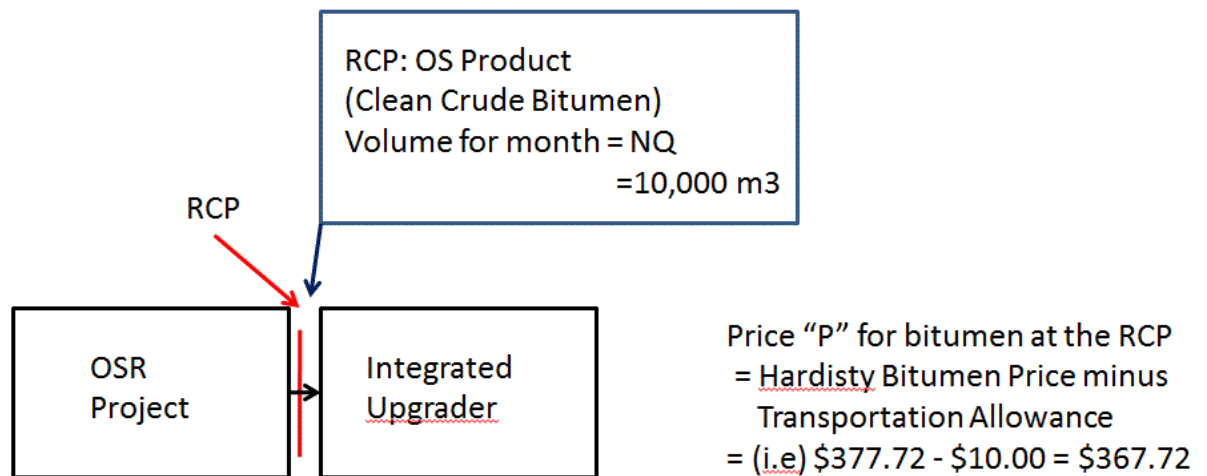 RCP: OS Product
(Clean Crude Bitumen)
Volume for month = NQ
=10,000 m3
RCP
OSR
Project
Integrated
Upgrader
Price “P” for bitumen at the RCP
= Hardisty Bitumen Price minus
Transportation Allowance
= (i.e) $377.72 - $10.00 = $367.72